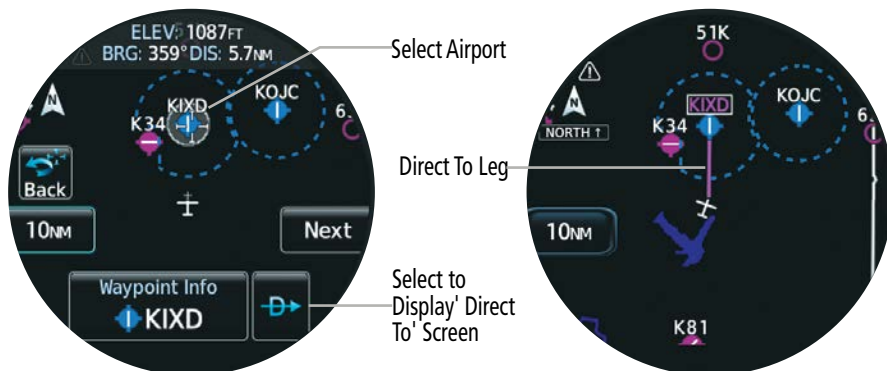 ELEV: 1087FT
BRG: 359° DIS: 5.7NM
KIXD
KOJC
K34
6
N
Back
10NM
Next
Waypoint Info
KIXD
D
Select Airport
Direct To Leg
Select to
Display' Direct
To' Screen
51K
N
NORTH ↑
KIXD
KOJC
K34
6
10NM
K81